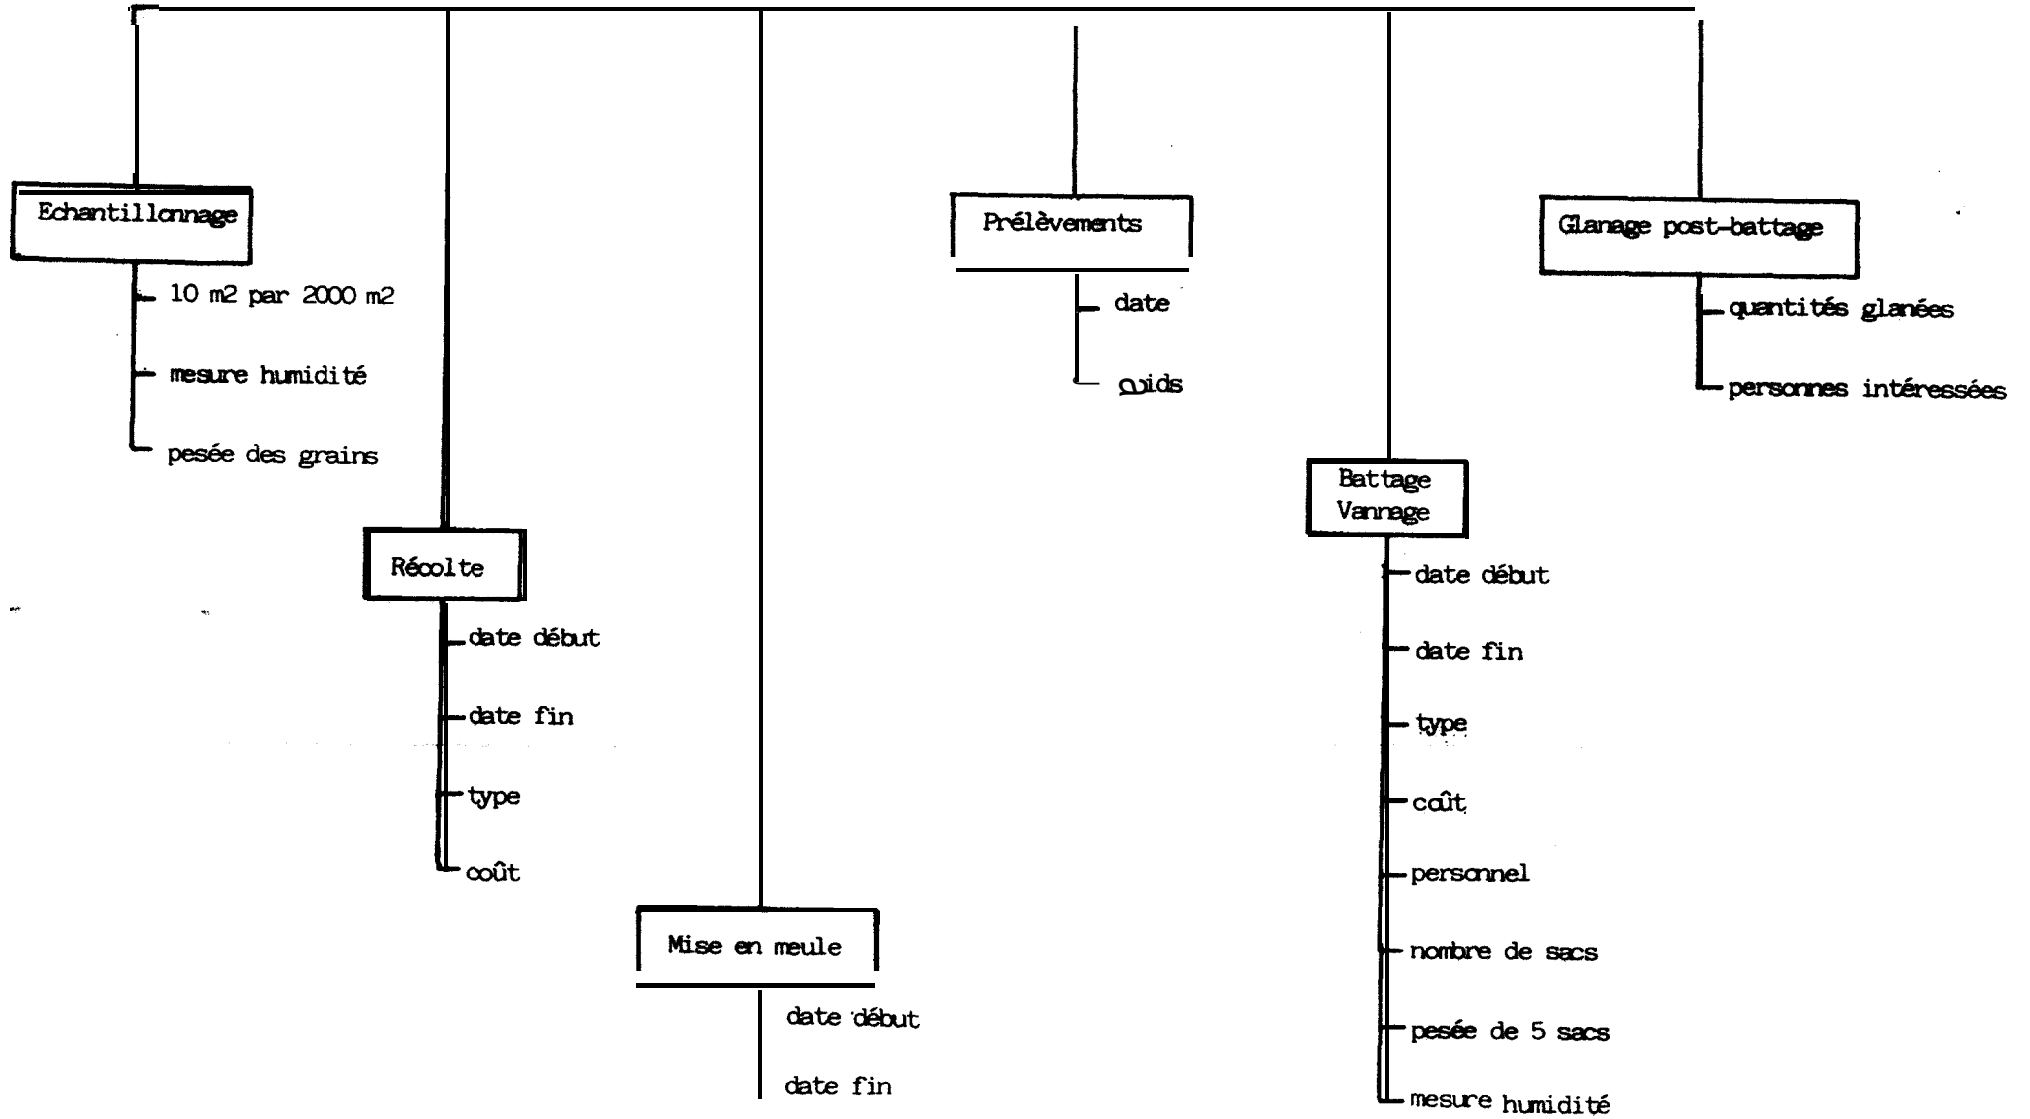 Echantillonnage
10 m2 par 2000 m2
mesure humidité
pesée des grains
Récolte
date début
date fin
type
coût
Mise en meule
date début
date fin
Prélèvements
date
poids
Battage
Vannage
date début
date fin
type
coût
personnel
nombre de sacs
pesée de 5 sacs
mesure humidité
Glanage post-battage
quantités glanées
personnes intéressées